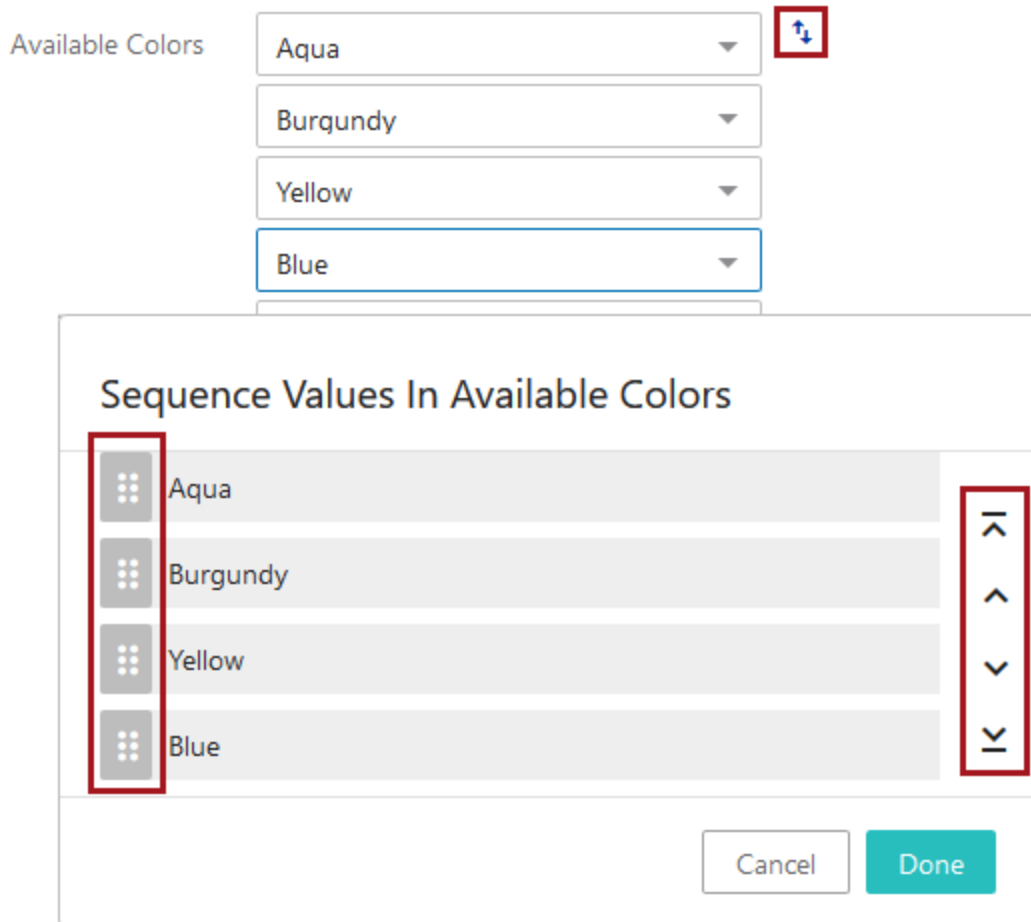 Available Colors
Aqua
Burgundy
Yellow
Blue
Sequence Values In Available Colors
Aqua
Burgundy
Yellow
Blue
Cancel Done